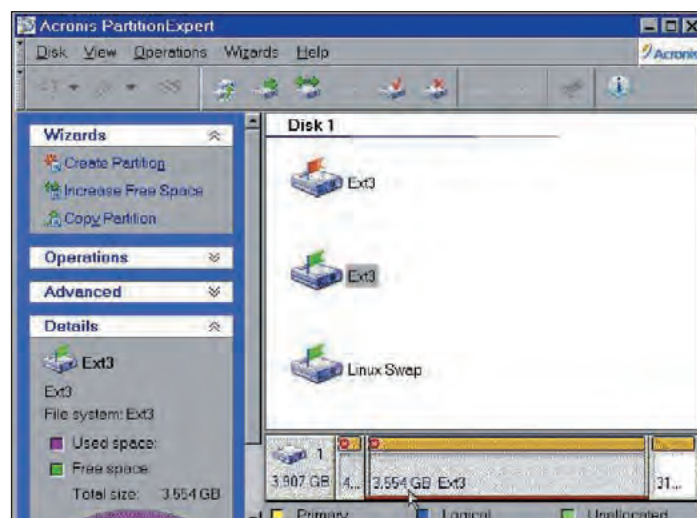 Acronis PartitionExpert
Disk View Operations Wizards Help
Acronis
Disk 1
Wizards
Create Partition
Increase Free Space
Copy Partition
Operations
Advanced
Details
Ext3
Ext3
File system: Ext3
Used space:
Free space
Total size: 3.554 GB
Ext3
Ext3
Linux Swap
1
3.907 GB
4...
3.554 GB Ext3
31...
Primary Logical Unallocated